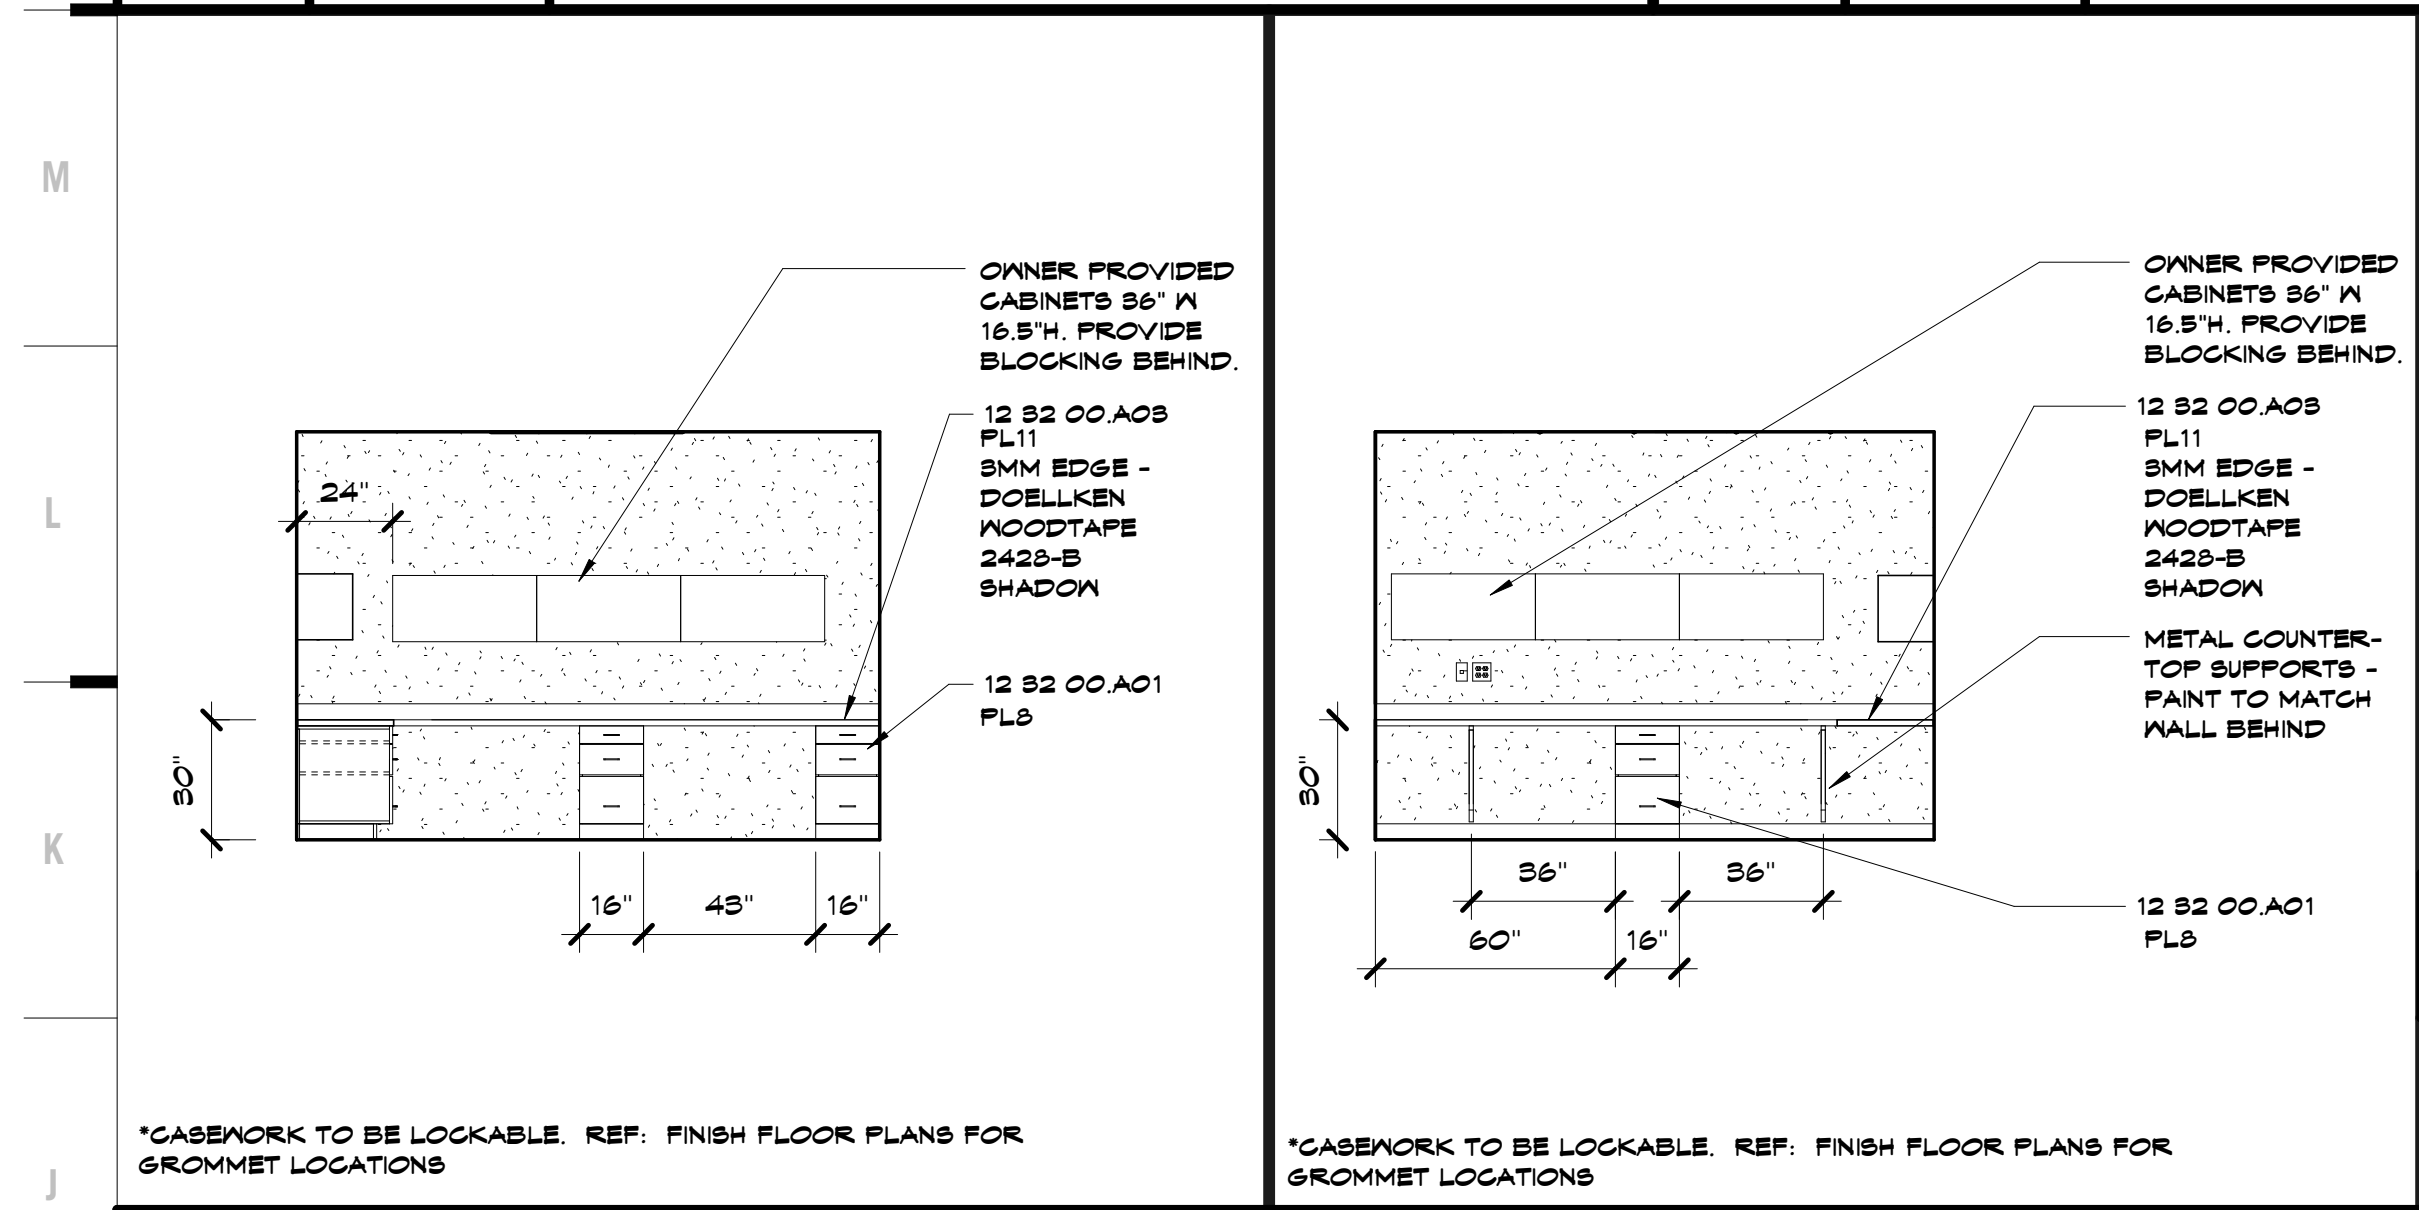 M
L
K
J
OWNER PROVIDED
CABINETS 36" W
16.5"H. PROVIDE
BLOCKING BEHIND.
12 32 00.A03
PL11
3MM EDGE -
DOELLKEN
WOODTAPE
2428-B
SHADOW
12 32 00.A01
PL8
24"
30"
16"
43"
16"
*CASEWORK TO BE LOCKABLE. REF: FINISH FLOOR PLANS FOR
GROMMET LOCATIONS
OWNER PROVIDED
CABINETS 36" W
16.5"H. PROVIDE
BLOCKING BEHIND.
12 32 00.A03
PL11
3MM EDGE -
DOELLKEN
WOODTAPE
2428-B
SHADOW
METAL COUNTER-
TOP SUPPORTS -
PAINT TO MATCH
WALL BEHIND
12 32 00.A01
PL8
30"
36"
36"
60"
16"
*CASEWORK TO BE LOCKABLE. REF: FINISH FLOOR PLANS FOR
GROMMET LOCATIONS